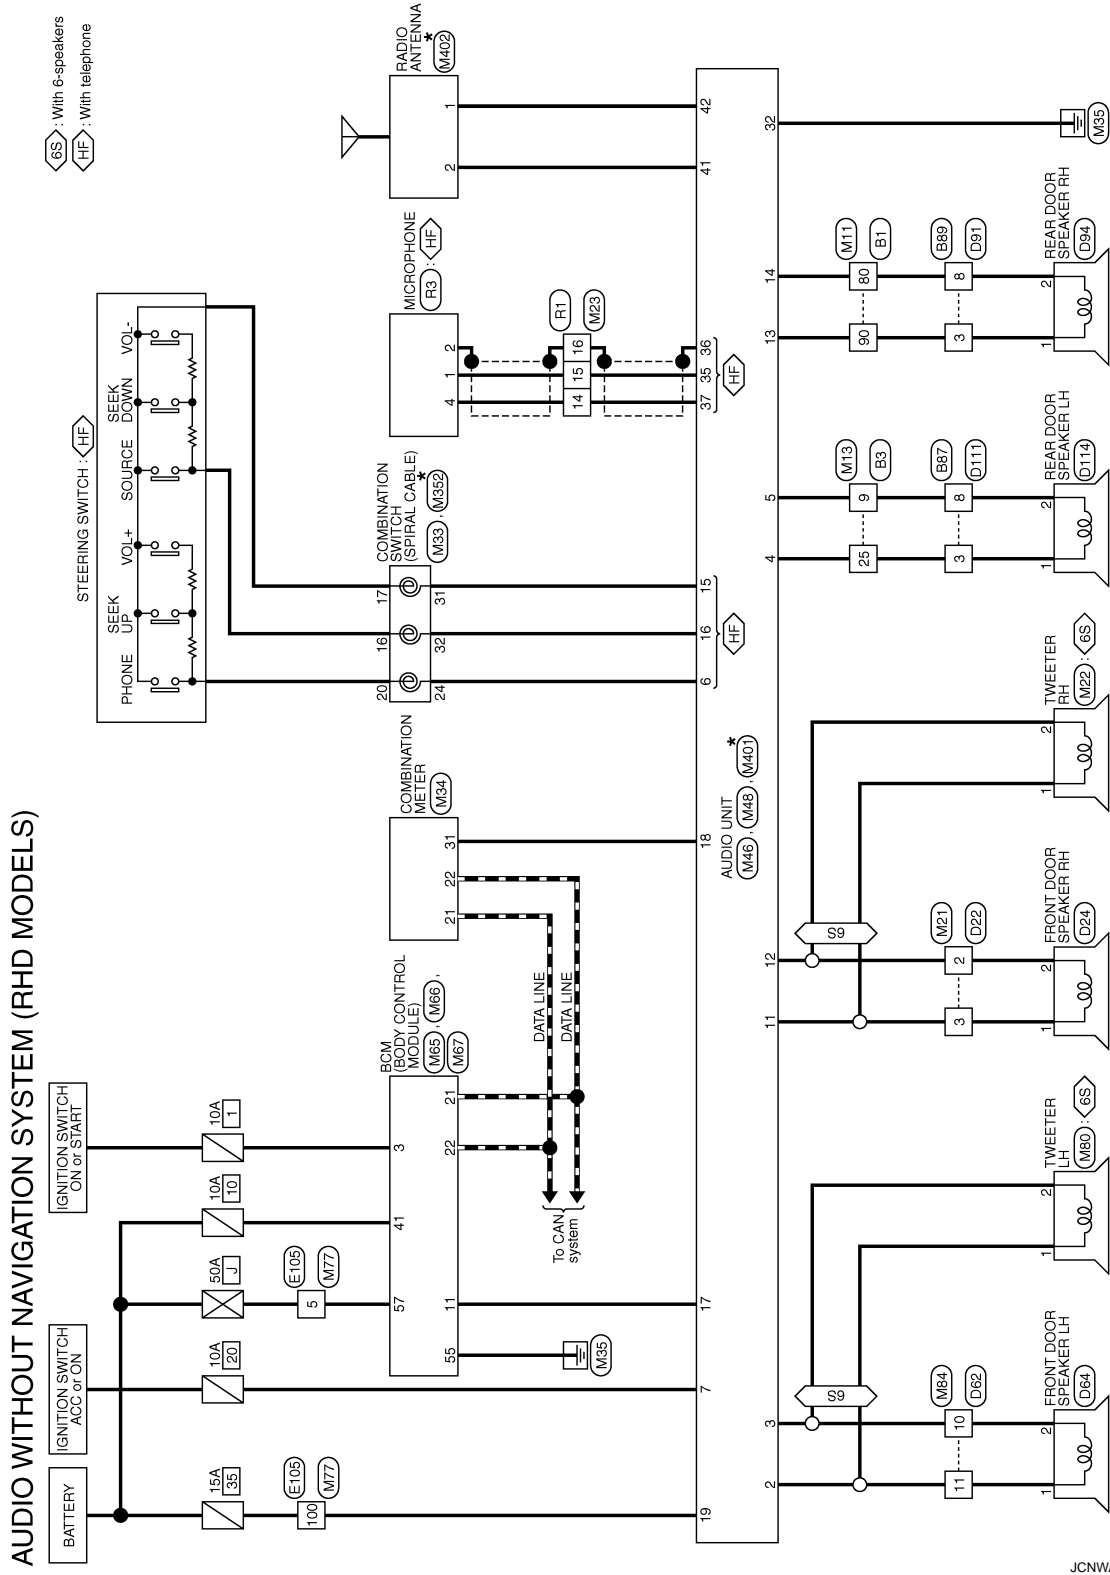 AUDIO WITHOUT NAVIGATION SYSTEM (RHD MODELS)
6S : With 6-speakers
HF : With telephone
BATTERY
IGNITION SWITCH
ACC or ON
IGNITION SWITCH
ON or START
15A
35
10A
20
50A
J
10A
10
10A
1
100
E105
M77
5
E105
M77
STEERING SWITCH : HF
PHONE
SEEK
UP
VOL+
SOURCE
SEEK
DOWN
VOL-
BCM
(BODY CONTROL
MODULE)
M65 , M66 ,
M67
57
41
3
55
11
22
21
M35
To CAN
system
DATA LINE
DATA LINE
COMBINATION
METER
M34
21
22
31
COMBINATION
SWITCH
(SPIRAL CABLE)
M33 , M352 *
20
16
17
24
32
31
MICROPHONE
R3 : HF
4
1
2
14
15
16
R1
M23
RADIO
ANTENNA
M402 *
2
1
19
7
17
18
6
16
15
HF
37
35
36
HF
41
42
AUDIO UNIT
M46 , M48 , M401 *
2
3
11
12
4
5
13
14
32
S9
S9
11
10
M84
D62
3
2
M21
D22
25
9
M13
B3
3
8
B87
D111
90
80
M11
B1
3
8
B89
D91
1
2
FRONT DOOR
SPEAKER LH
D64
1
2
TWEETER
LH
M80 : 6S
1
2
FRONT DOOR
SPEAKER RH
D24
1
2
TWEETER
RH
M22 : 6S
1
2
REAR DOOR
SPEAKER LH
D114
1
2
REAR DOOR
SPEAKER RH
D94
M35